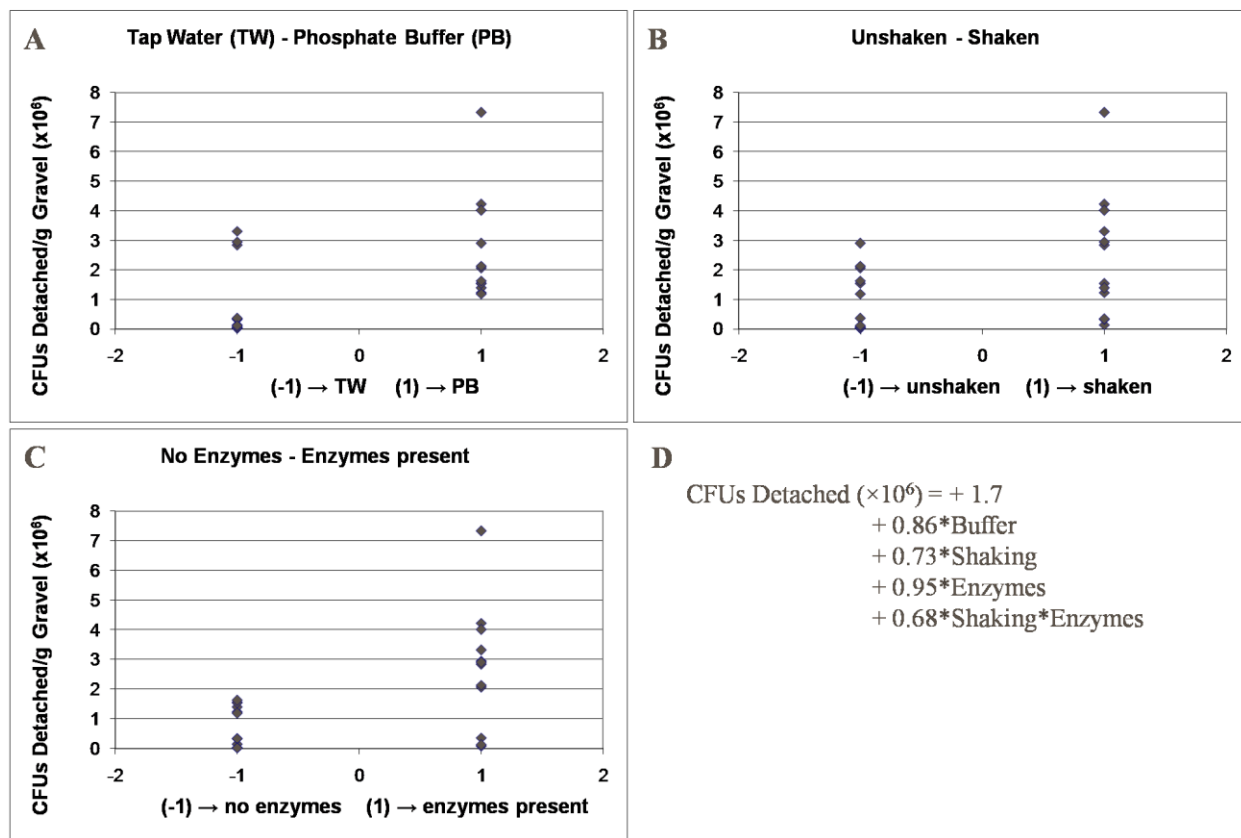 A
Tap Water (TW) - Phosphate Buffer (PB)
CFUs Detached/g Gravel (x10⁶)
8
7
6
5
4
3
2
1
0
-2 -1 0 1 2
(-1) → TW (1) → PB
B
Unshaken - Shaken
CFUs Detached/g Gravel (x10⁶)
8
7
6
5
4
3
2
1
0
-2 -1 0 1 2
(-1) → unshaken (1) → shaken
C
No Enzymes - Enzymes present
CFUs Detached/g Gravel (x10⁶)
8
7
6
5
4
3
2
1
0
-2 -1 0 1 2
(-1) → no enzymes (1) → enzymes present
D
CFUs Detached (×10⁶) = + 1.7
+ 0.86*Buffer
+ 0.73*Shaking
+ 0.95*Enzymes
+ 0.68*Shaking*Enzymes